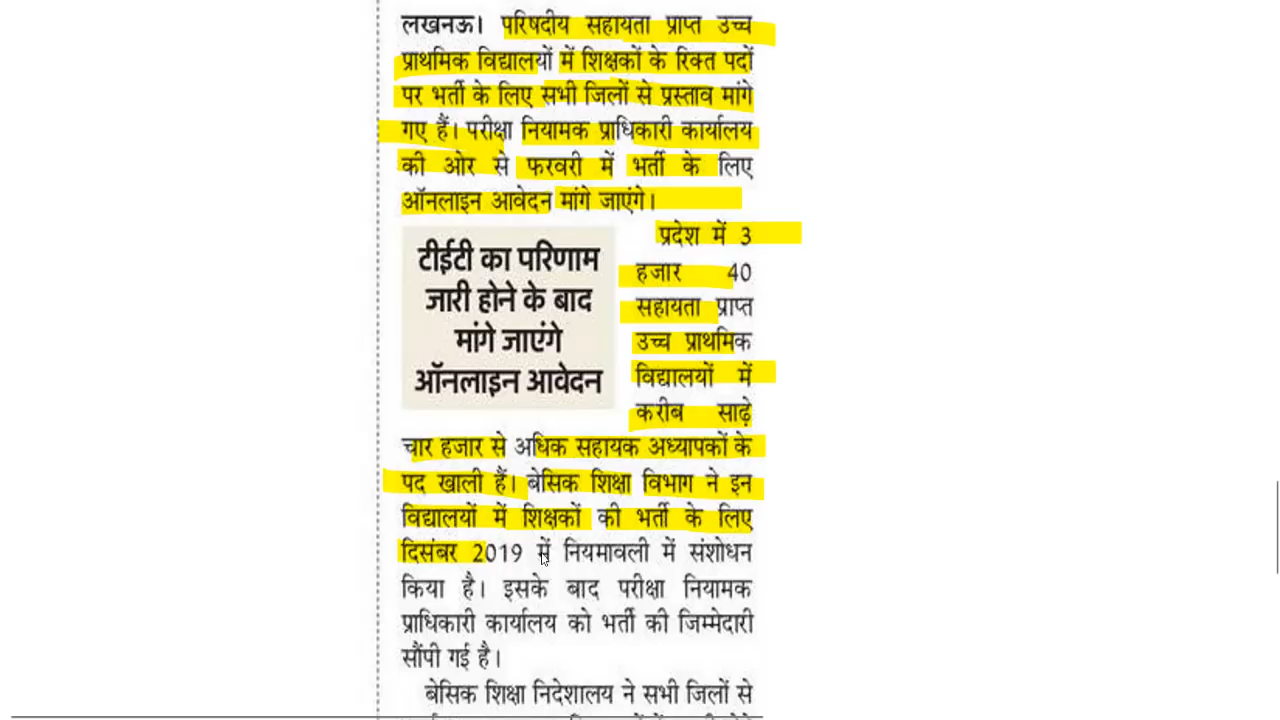 लखनऊ। परिषदीय सहायता प्राप्त उच्च
प्राथमिक विद्यालयों में शिक्षकों के रिक्त पदों
पर भर्ती के लिए सभी जिलों से प्रस्ताव मांगे
गए हैं। परीक्षा नियामक प्राधिकारी कार्यालय
की ओर से फरवरी में भर्ती के लिए
ऑनलाइन आवेदन मांगे जाएंगे।
टीईटी का परिणाम
जारी होने के बाद
मांगे जाएंगे
ऑनलाइन आवेदन
प्रदेश में 3
हजार 40
सहायता प्राप्त
उच्च प्राथमिक
विद्यालयों में
करीब साढ़े
चार हजार से अधिक सहायक अध्यापकों के
पद खाली हैं। बेसिक शिक्षा विभाग ने इन
विद्यालयों में शिक्षकों की भर्ती के लिए
दिसंबर 2019 में नियमावली में संशोधन
किया है। इसके बाद परीक्षा नियामक
प्राधिकारी कार्यालय को भर्ती की जिम्मेदारी
सौंपी गई है।
बेसिक शिक्षा निदेशालय ने सभी जिलों से